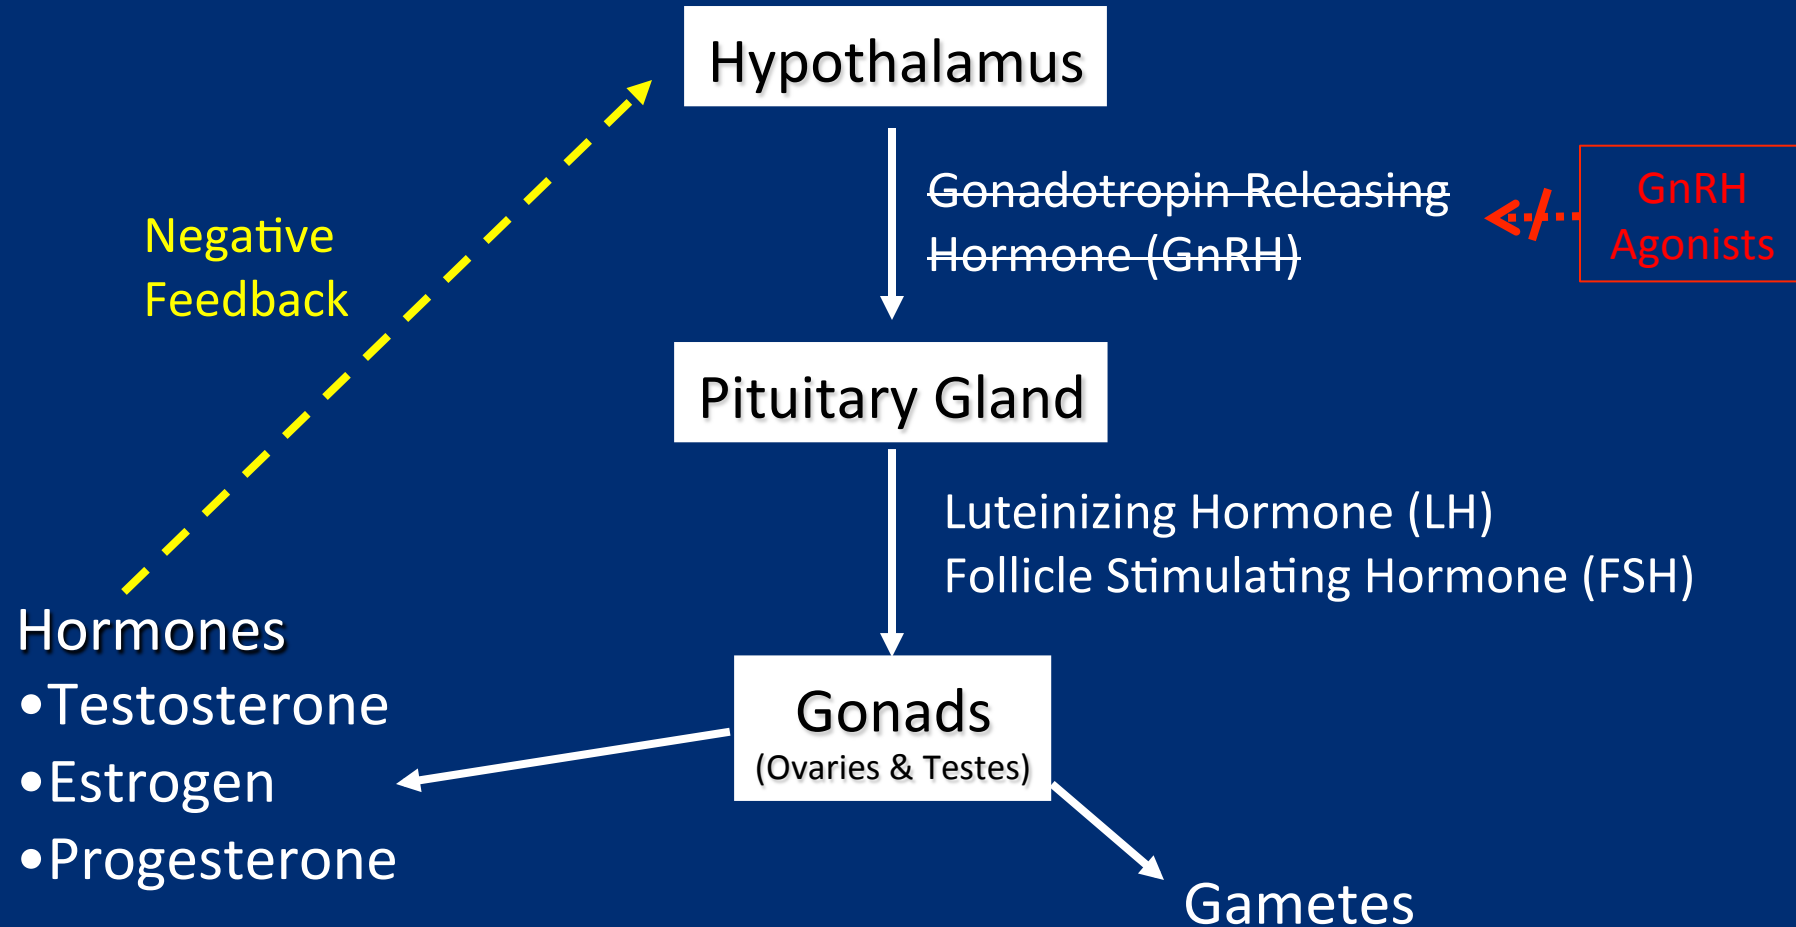 Hypothalamus
Gonadotropin Releasing
Hormone (GnRH)
GnRH
Agonists
Negative
Feedback
Pituitary Gland
Luteinizing Hormone (LH)
Follicle Stimulating Hormone (FSH)
Hormones
•Testosterone
•Estrogen
•Progesterone
Gonads
(Ovaries & Testes)
Gametes